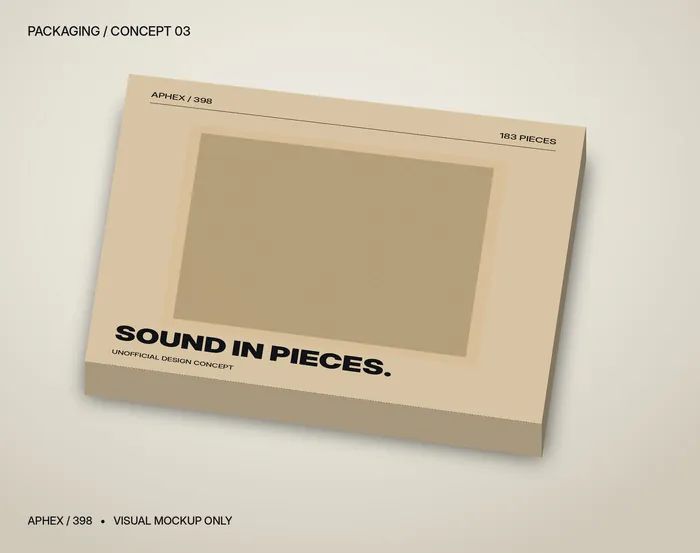 PACKAGING / CONCEPT 03
APHEX / 398
183 PIECES
SOUND IN PIECES.
UNOFFICIAL DESIGN CONCEPT
APHEX / 398 • VISUAL MOCKUP ONLY